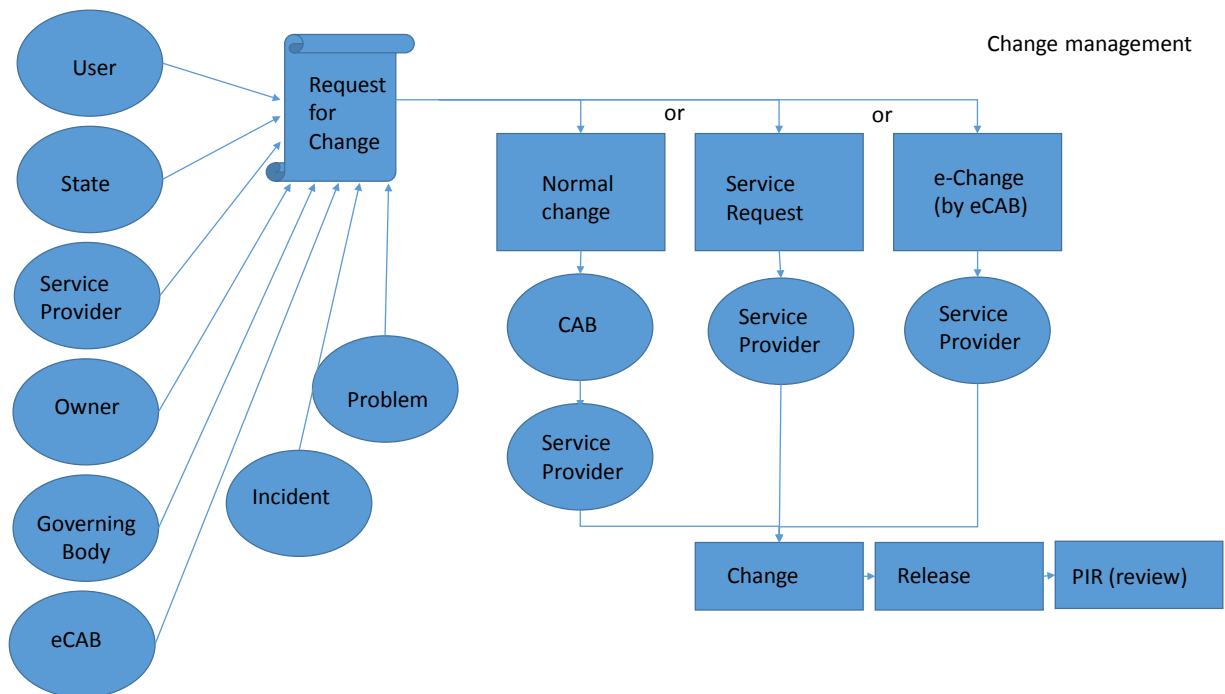 Change management
User
State
Service
Provider
Owner
Governing
Body
eCAB
Incident
Problem
Request
for
Change
or
or
Normal
change
Service
Request
e-Change
(by eCAB)
CAB
Service
Provider
Service
Provider
Service
Provider
Change
Release
PIR (review)